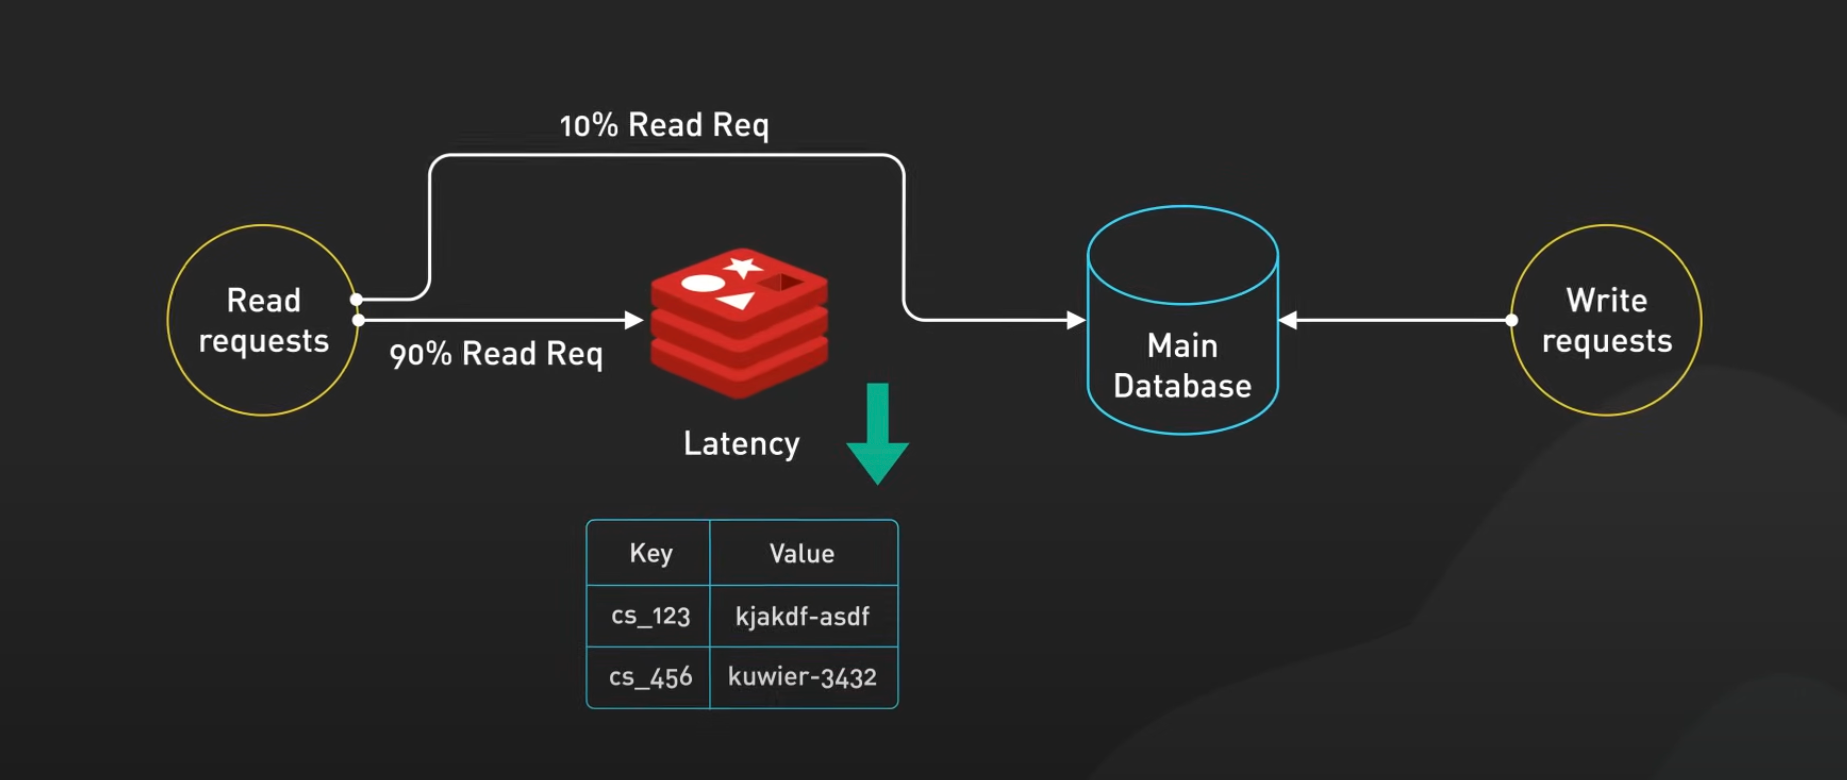 10% Read Req
Read
requests
90% Read Req
Main
Database
Write
requests
Latency
Key Value
cs_123 kjakdf-asdf
cs_456 kuwier-3432